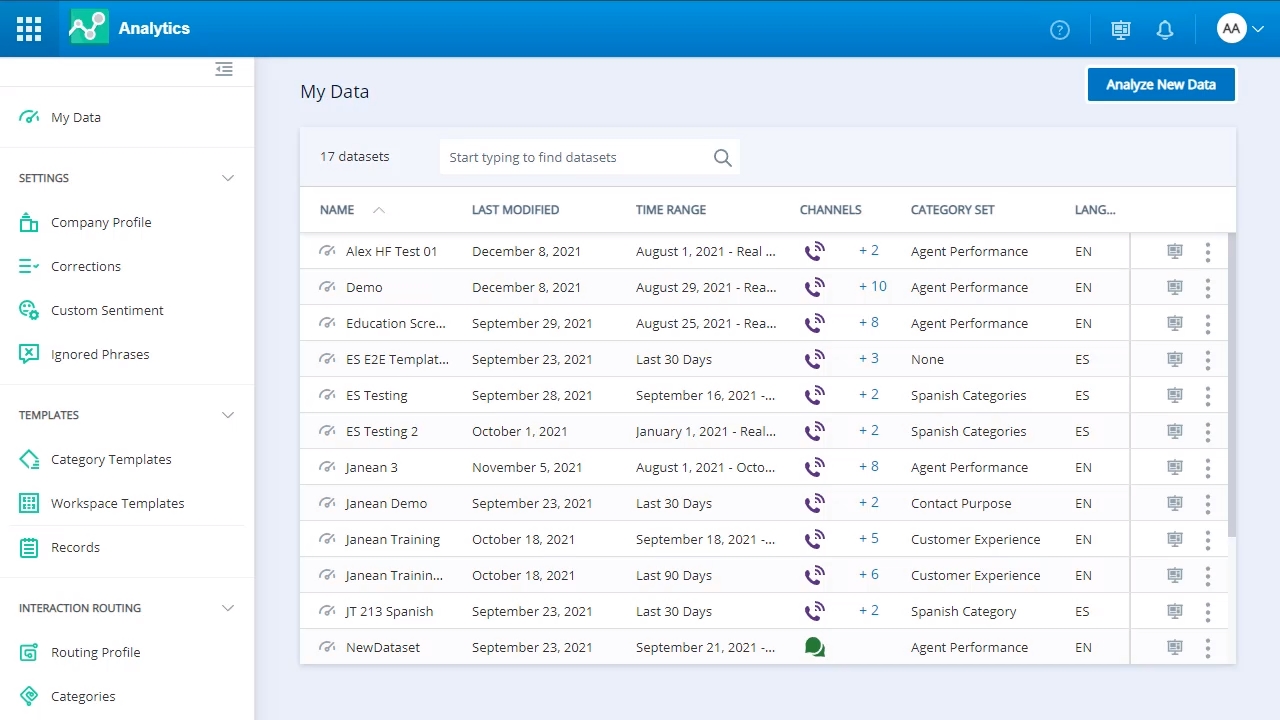 Analytics
?
AA
My Data
SETTINGS
Company Profile
Corrections
Custom Sentiment
Ignored Phrases
TEMPLATES
Category Templates
Workspace Templates
Records
INTERACTION ROUTING
Routing Profile
Categories
My Data
Analyze New Data
17 datasets
Start typing to find datasets
NAME LAST MODIFIED TIME RANGE CHANNELS CATEGORY SET LANG...
Alex HF Test 01 December 8, 2021 August 1, 2021 - Real ... + 2 Agent Performance EN
Demo December 8, 2021 August 29, 2021 - Rea... + 10 Agent Performance EN
Education Scre... September 29, 2021 August 25, 2021 - Rea... + 8 Agent Performance EN
ES E2E Templat... September 23, 2021 Last 30 Days + 3 None ES
ES Testing September 28, 2021 September 16, 2021 -... + 2 Spanish Categories ES
ES Testing 2 October 1, 2021 January 1, 2021 - Real... + 2 Spanish Categories ES
Janean 3 November 5, 2021 August 1, 2021 - Octo... + 8 Agent Performance EN
Janean Demo September 23, 2021 Last 30 Days + 2 Contact Purpose EN
Janean Training October 18, 2021 September 18, 2021 -... + 5 Customer Experience EN
Janean Trainin... October 18, 2021 Last 90 Days + 6 Customer Experience EN
JT 213 Spanish September 23, 2021 Last 30 Days + 2 Spanish Category ES
NewDataset September 23, 2021 September 21, 2021 -... Agent Performance EN